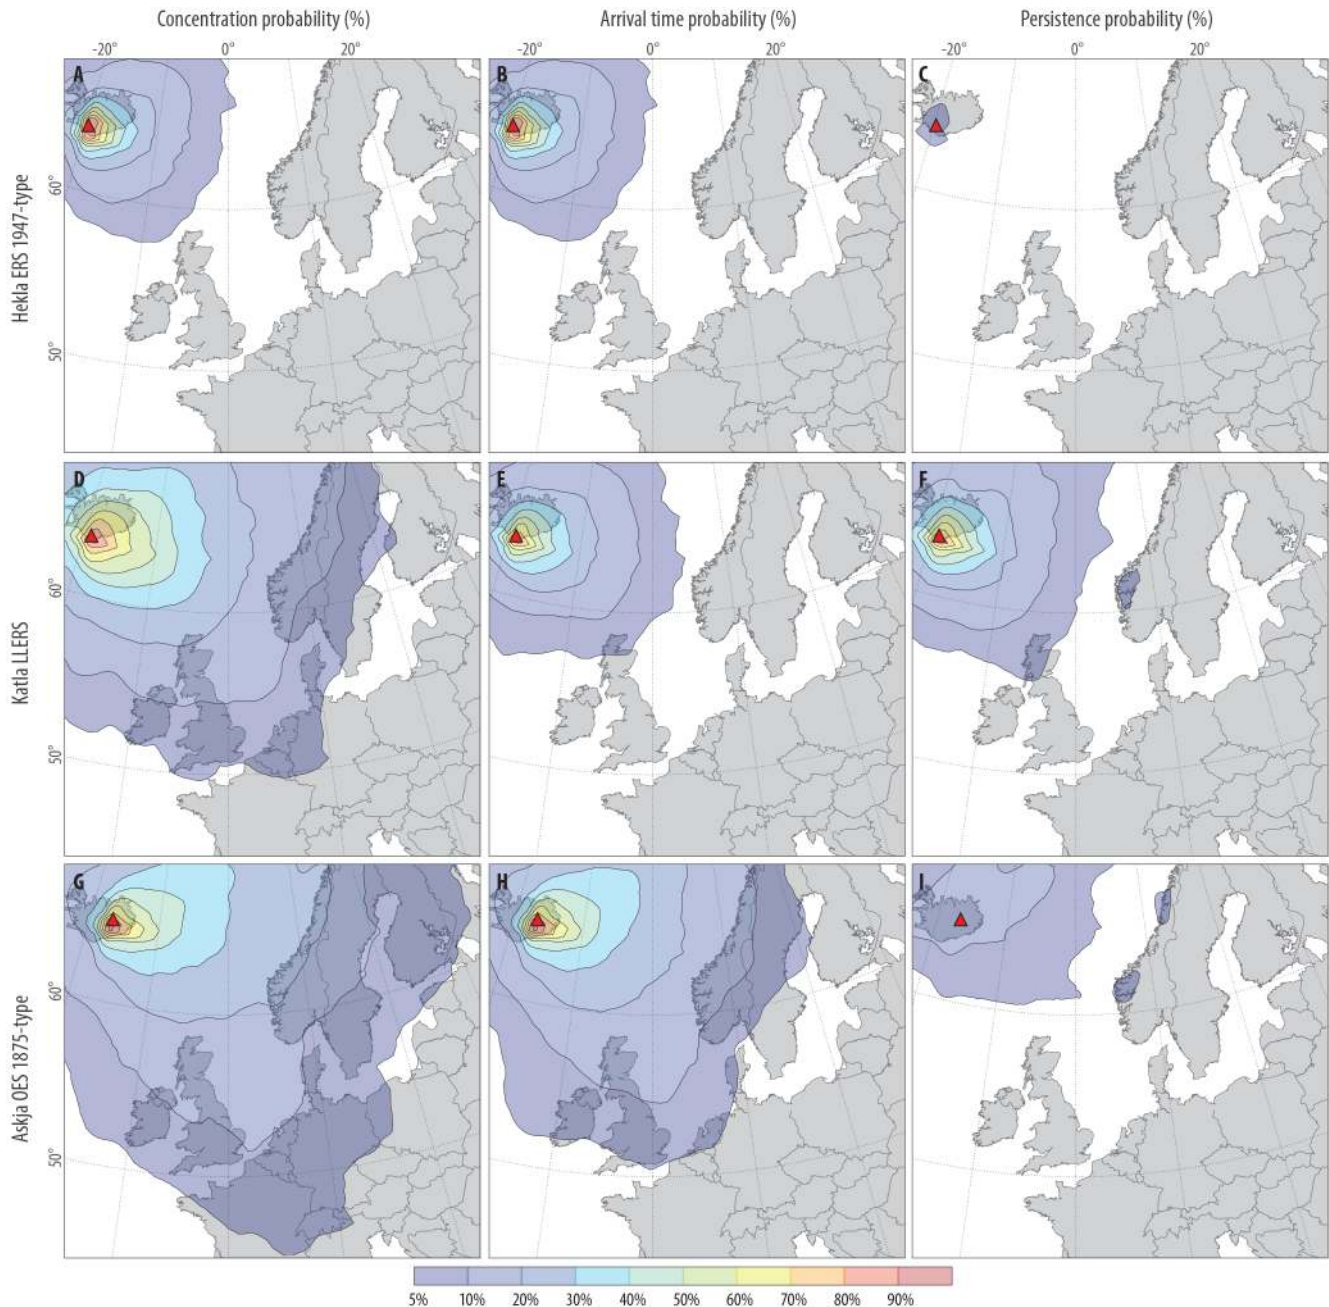 Concentration probability (%) Arrival time probability (%) Persistence probability (%)
-20° 0° 20° -20° 0° 20° -20° 0° 20°
A B C
60°
50°
Hekla ERS 1947-type
D E F
60°
50°
Katla LLERS
G H I
60°
50°
Askja OES 1875-type
5% 10% 20% 30% 40% 50% 60% 70% 80% 90%